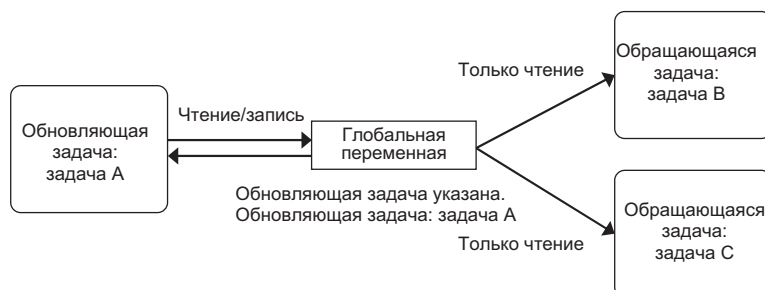 Обновляющая
задача:
задача A
Чтение/запись
Глобальная
переменная
Обновляющая задача указана.
Обновляющая задача: задача A
Только чтение
Обращающаяся
задача:
задача B
Только чтение
Обращающаяся
задача:
задача C